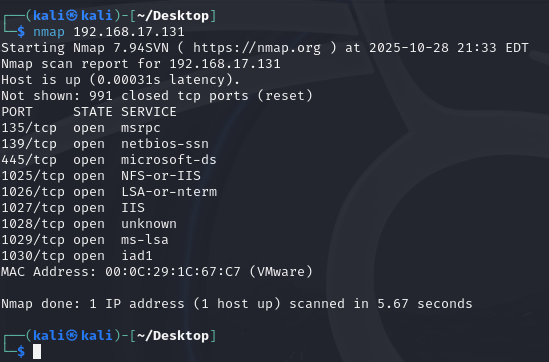 ┌──(kali㉿kali)-[~/Desktop]
└─$ nmap 192.168.17.131
Starting Nmap 7.94SVN ( https://nmap.org ) at 2025-10-28 21:33 EDT
Nmap scan report for 192.168.17.131
Host is up (0.00031s latency).
Not shown: 991 closed tcp ports (reset)
PORT     STATE SERVICE
135/tcp  open  msrpc
139/tcp  open  netbios-ssn
445/tcp  open  microsoft-ds
1025/tcp open  NFS-or-IIS
1026/tcp open  LSA-or-nterm
1027/tcp open  IIS
1028/tcp open  unknown
1029/tcp open  ms-lsa
1030/tcp open  iad1
MAC Address: 00:0C:29:1C:67:C7 (VMware)
Nmap done: 1 IP address (1 host up) scanned in 5.67 seconds
┌──(kali㉿kali)-[~/Desktop]
└─$